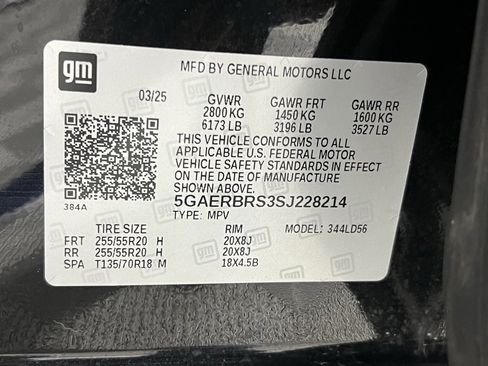 gm
MFD BY GENERAL MOTORS LLC
03/25 GVWR GAWR FRT GAWR RR
2800 KG 1450 KG 1600 KG
6173 LB 3196 LB 3527 LB
THIS VEHICLE CONFORMS TO ALL
APPLICABLE U.S. FEDERAL MOTOR
VEHICLE SAFETY STANDARDS IN EFFECT
ON THE DATE OF MANUFACTURE
SHOWN ABOVE.
384A
5GAERBRS3SJ228214
TYPE: MPV
TIRE SIZE RIM MODEL: 344LD56
FRT 255/55R20 H 20X8J
RR 255/55R20 H 20X8J
SPA T135/70R18 M 18X4.5B